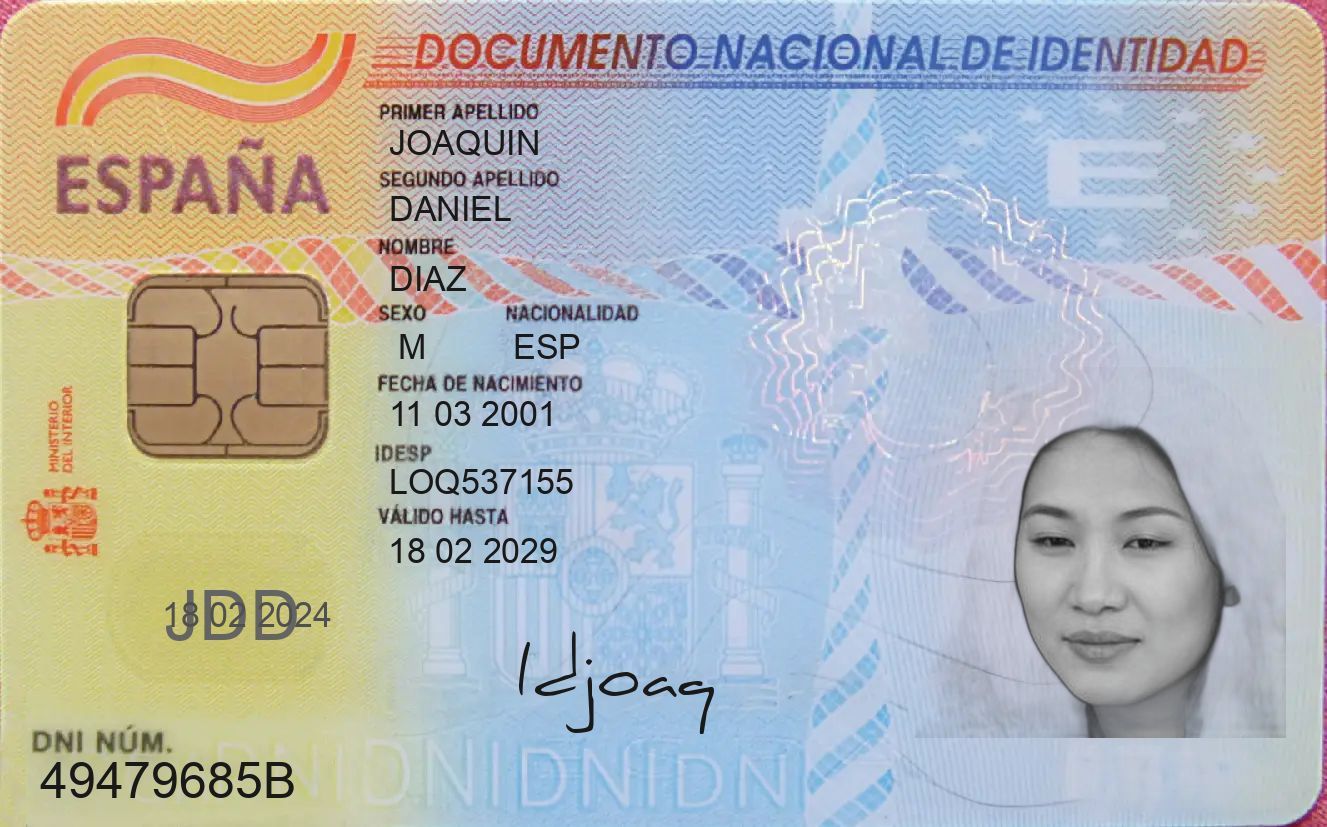 DOCUMENTO NACIONAL DE IDENTIDAD
ESPAÑA
PRIMER APELLIDO
JOAQUIN
SEGUNDO APELLIDO
DANIEL
NOMBRE
DIAZ
SEXO NACIONALIDAD
M ESP
FECHA DE NACIMIENTO
11 03 2001
IDESP
LOQ537155
VÁLIDO HASTA
18 02 2029
MINISTERIO
DEL INTERIOR
E
JDD
18 02 2024
Idjoaq
DNI NÚM.
49479685B
DNIDNIDNIDNI